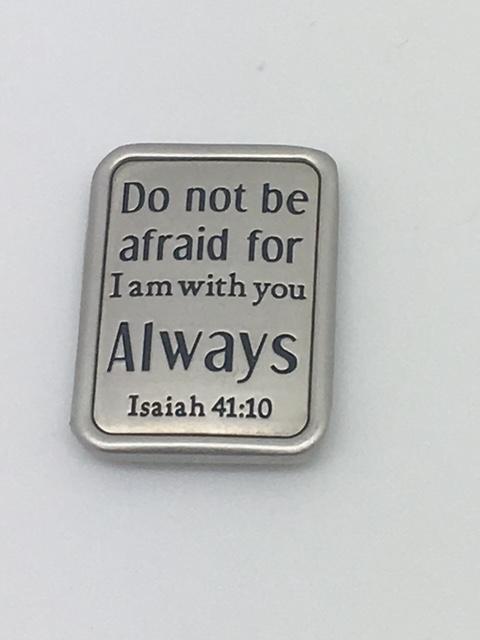 Do not be
afraid for
I am with you
Always
Isaiah 41:10